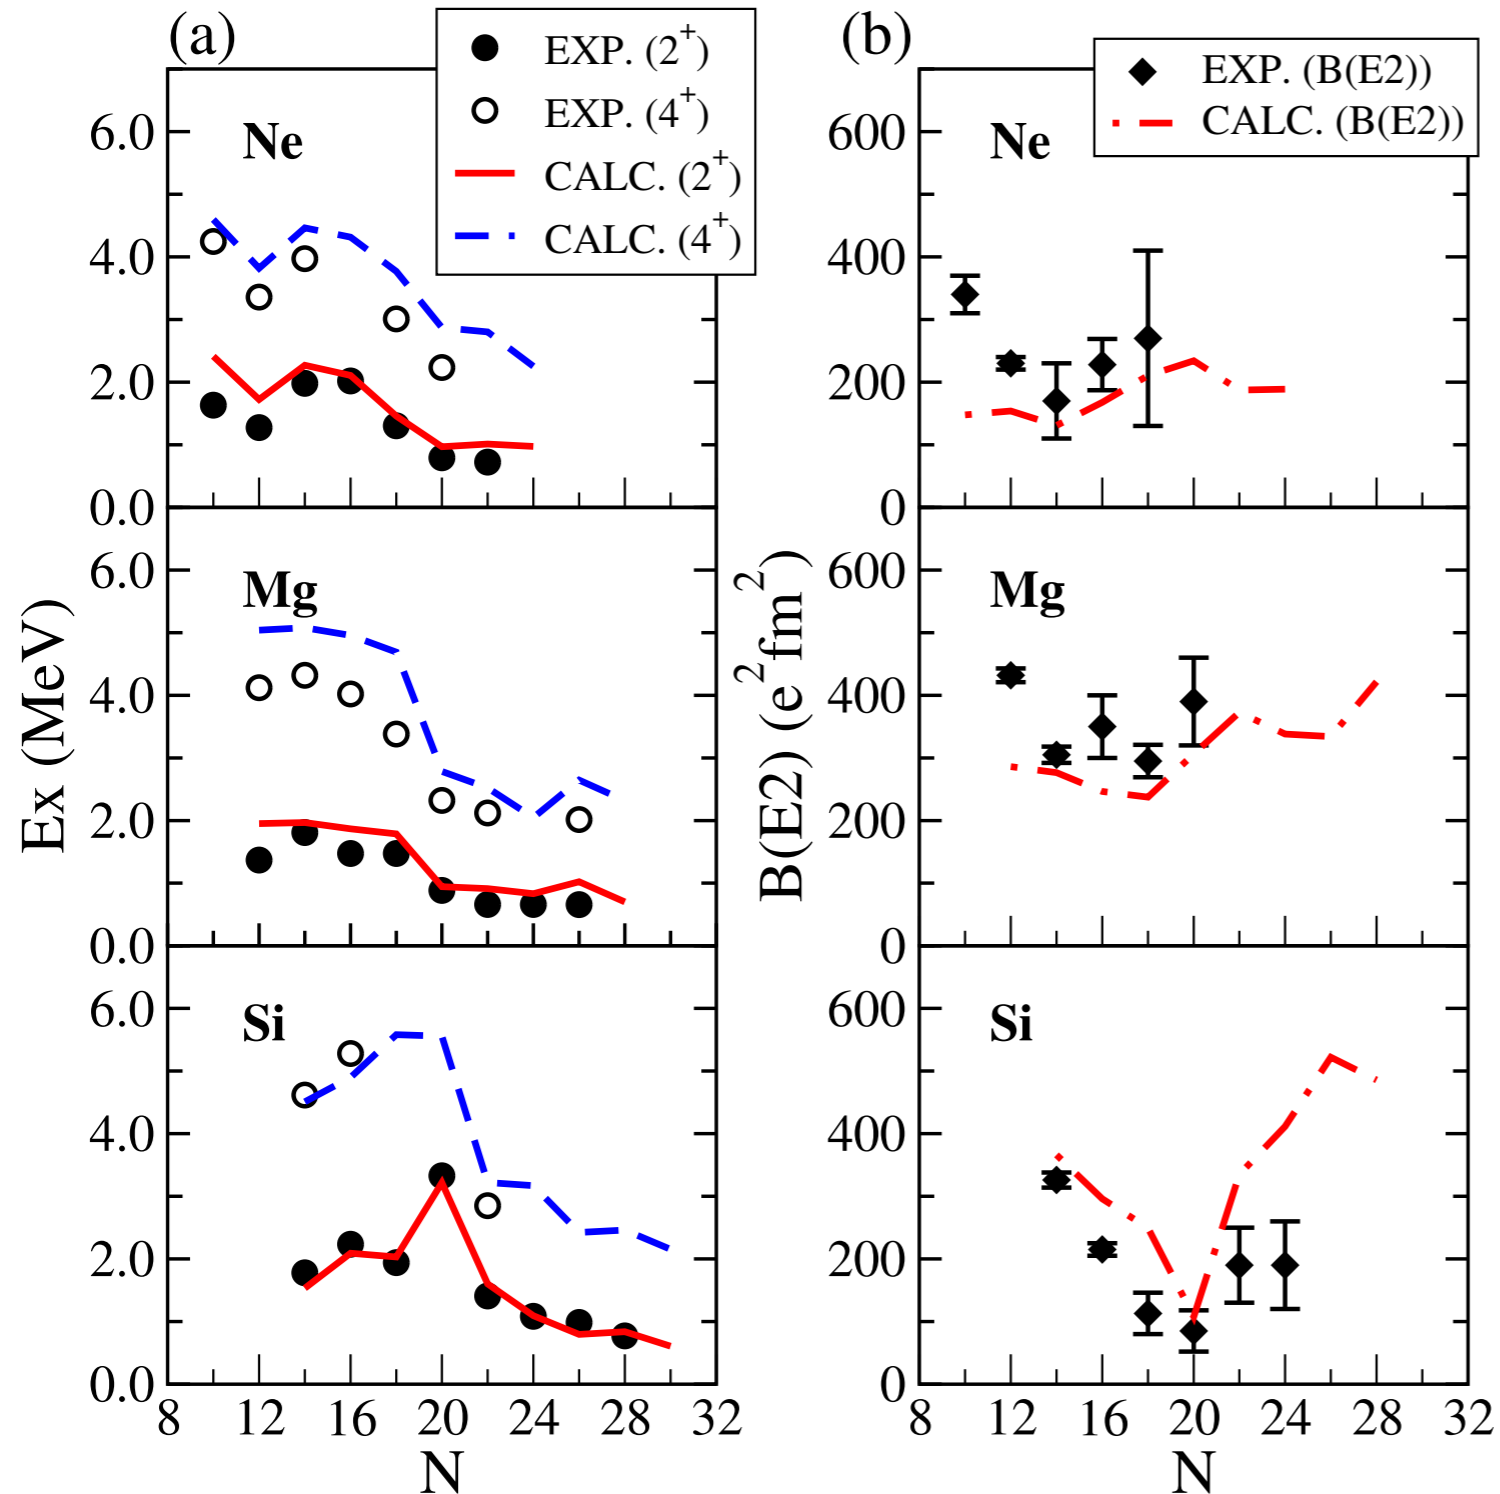 (a)
EXP. (2⁺)
EXP. (4⁺)
CALC. (2⁺)
CALC. (4⁺)
Ne
6.0
4.0
2.0
0.0
Mg
6.0
4.0
2.0
0.0
Si
6.0
4.0
2.0
0.0
8 12 16 20 24 28 32
N
Ex (MeV)
(b)
EXP. (B(E2))
CALC. (B(E2))
Ne
600
400
200
0
Mg
600
400
200
0
Si
600
400
200
0
8 12 16 20 24 28 32
N
B(E2) (e²fm²)